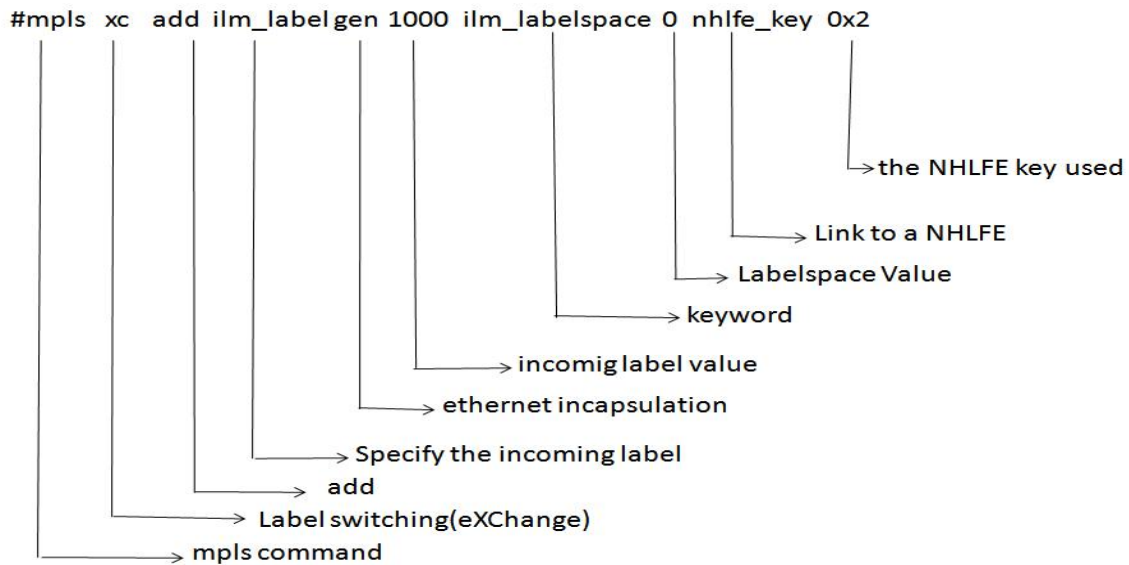 #mpls xc add ilm_label gen 1000 ilm_labelspace 0 nhlfe_key 0x2
the NHLFE key used
Link to a NHLFE
Labelspace Value
keyword
incomig label value
ethernet incapsulation
Specify the incoming label
add
Label switching(eXChange)
mpls command